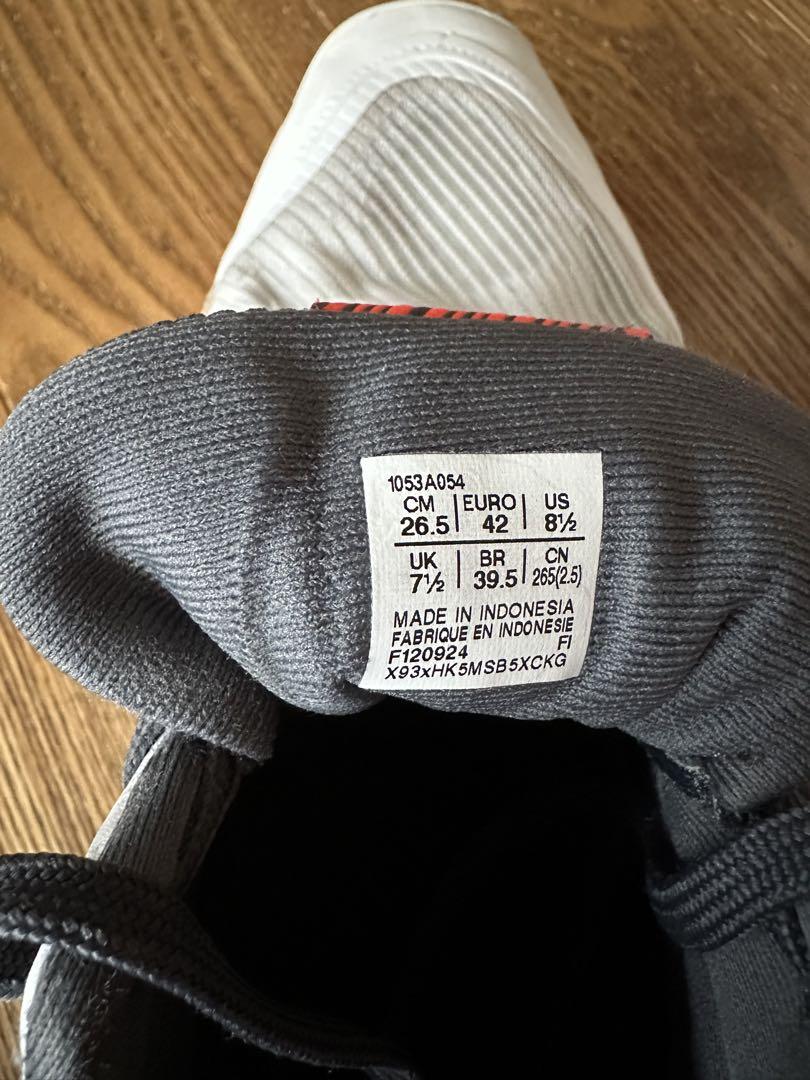 1053A054
CM | EURO | US
26.5 | 42 | 8½
UK | BR | CN
7½ | 39.5 | 265(2.5)
MADE IN INDONESIA
FABRIQUE EN INDONESIE
F120924 FI
X93xHK5MSB5XCKG